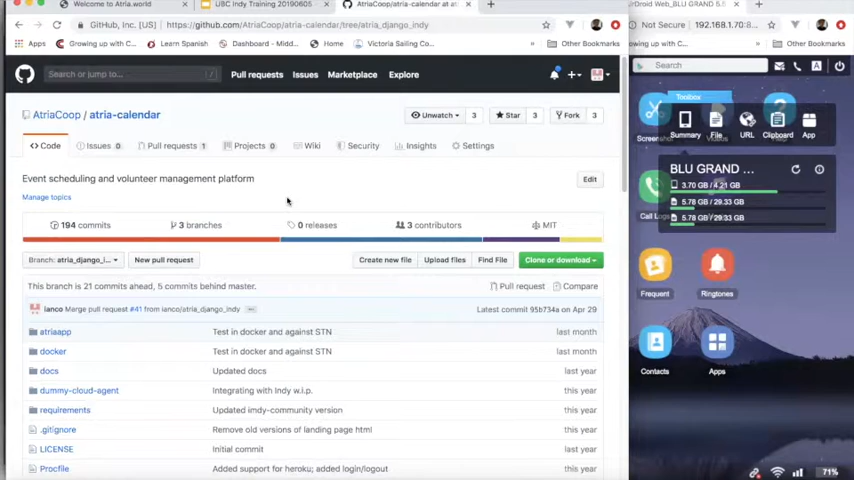 Welcome to Atria.world
UBC Indy Training 20190605
AtriaCoop/atria-calendar at at
GitHub, Inc. [US]
https://github.com/AtriaCoop/atria-calendar/tree/atria_django_indy
Growing up with C...
Learn Spanish
Dashboard - Midd...
Home
Victoria Sailing Co...
Other Bookmarks
Search or jump to...
/
Pull requests
Issues
Marketplace
Explore
AtriaCoop / atria-calendar
Unwatch 3
Star 3
Fork 3
Code
Issues 0
Pull requests 1
Projects 0
Wiki
Security
Insights
Settings
Event scheduling and volunteer management platform
Edit
Manage topics
194 commits
3 branches
0 releases
3 contributors
MIT
Branch: atria_django_i...
New pull request
Create new file
Upload files
Find File
Clone or download
This branch is 21 commits ahead, 5 commits behind master.
Pull request
Compare
ianco Merge pull request #41 from ianco/atria_django_indy
Latest commit 95b734a on Apr 29
atriaapp Test in docker and against STN last month
docker Test in docker and against STN last month
docs Updated docs last year
dummy-cloud-agent Integrating with Indy w.i.p. this year
requirements Updated imdy-community version this year
.gitignore Remove old versions of landing page html this year
LICENSE Initial commit last year
Procfile Added support for heroku; added login/logout this year
AirDroid Web_BLU GRAND 5.5
Not Secure
192.168.1.70:8...
Growing up with C...
Other Bookmarks
Search
A
Toolbox
Summary
File
URL
Clipboard
App
Screenshot
BLU GRAND ...
3.70 GB / 4.21 GB
5.78 GB / 29.33 GB
5.78 GB / 29.33 GB
Call Logs
Frequent
Ringtones
Contacts
Apps
71%